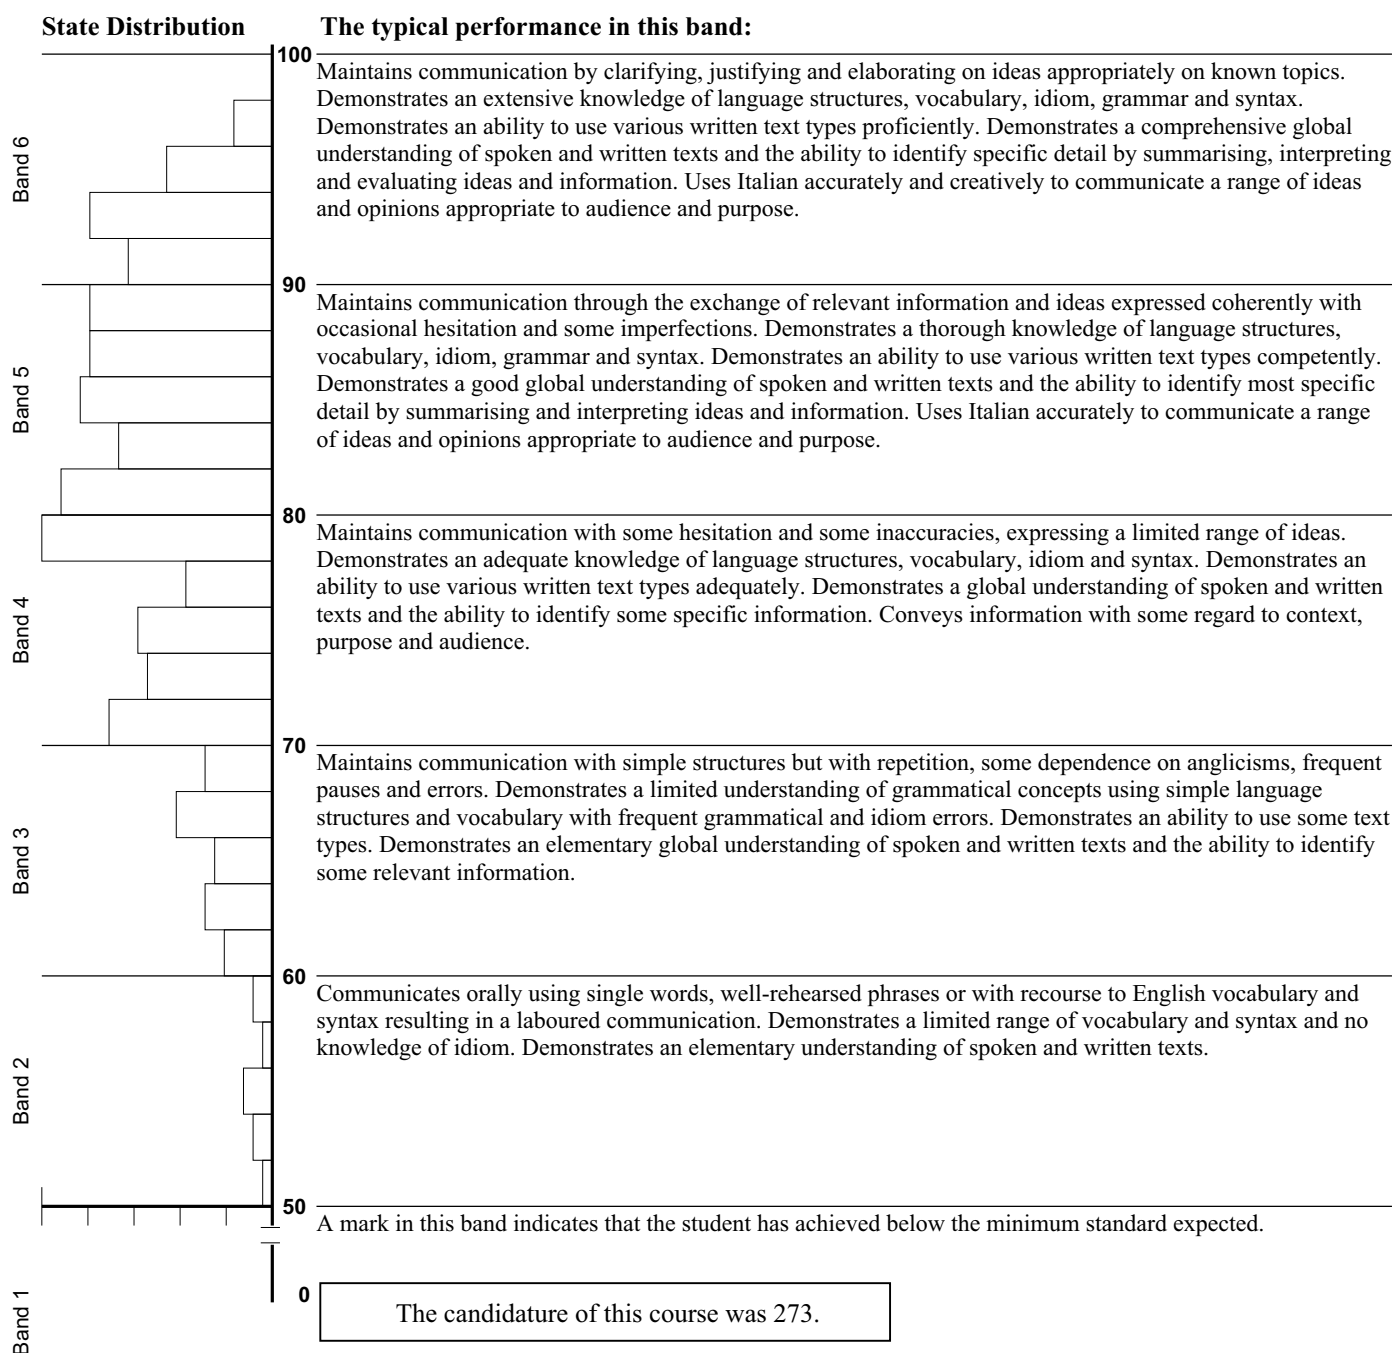 State Distribution
The typical performance in this band:
100
Band 6
Maintains communication by clarifying, justifying and elaborating on ideas appropriately on known topics.
Demonstrates an extensive knowledge of language structures, vocabulary, idiom, grammar and syntax.
Demonstrates an ability to use various written text types proficiently. Demonstrates a comprehensive global
understanding of spoken and written texts and the ability to identify specific detail by summarising, interpreting
and evaluating ideas and information. Uses Italian accurately and creatively to communicate a range of ideas
and opinions appropriate to audience and purpose.
90
Band 5
Maintains communication through the exchange of relevant information and ideas expressed coherently with
occasional hesitation and some imperfections. Demonstrates a thorough knowledge of language structures,
vocabulary, idiom, grammar and syntax. Demonstrates an ability to use various written text types competently.
Demonstrates a good global understanding of spoken and written texts and the ability to identify most specific
detail by summarising and interpreting ideas and information. Uses Italian accurately to communicate a range
of ideas and opinions appropriate to audience and purpose.
80
Band 4
Maintains communication with some hesitation and some inaccuracies, expressing a limited range of ideas.
Demonstrates an adequate knowledge of language structures, vocabulary, idiom and syntax. Demonstrates an
ability to use various written text types adequately. Demonstrates a global understanding of spoken and written
texts and the ability to identify some specific information. Conveys information with some regard to context,
purpose and audience.
70
Band 3
Maintains communication with simple structures but with repetition, some dependence on anglicisms, frequent
pauses and errors. Demonstrates a limited understanding of grammatical concepts using simple language
structures and vocabulary with frequent grammatical and idiom errors. Demonstrates an ability to use some text
types. Demonstrates an elementary global understanding of spoken and written texts and the ability to identify
some relevant information.
60
Band 2
Communicates orally using single words, well-rehearsed phrases or with recourse to English vocabulary and
syntax resulting in a laboured communication. Demonstrates a limited range of vocabulary and syntax and no
knowledge of idiom. Demonstrates an elementary understanding of spoken and written texts.
50
Band 1
A mark in this band indicates that the student has achieved below the minimum standard expected.
0
The candidature of this course was 273.